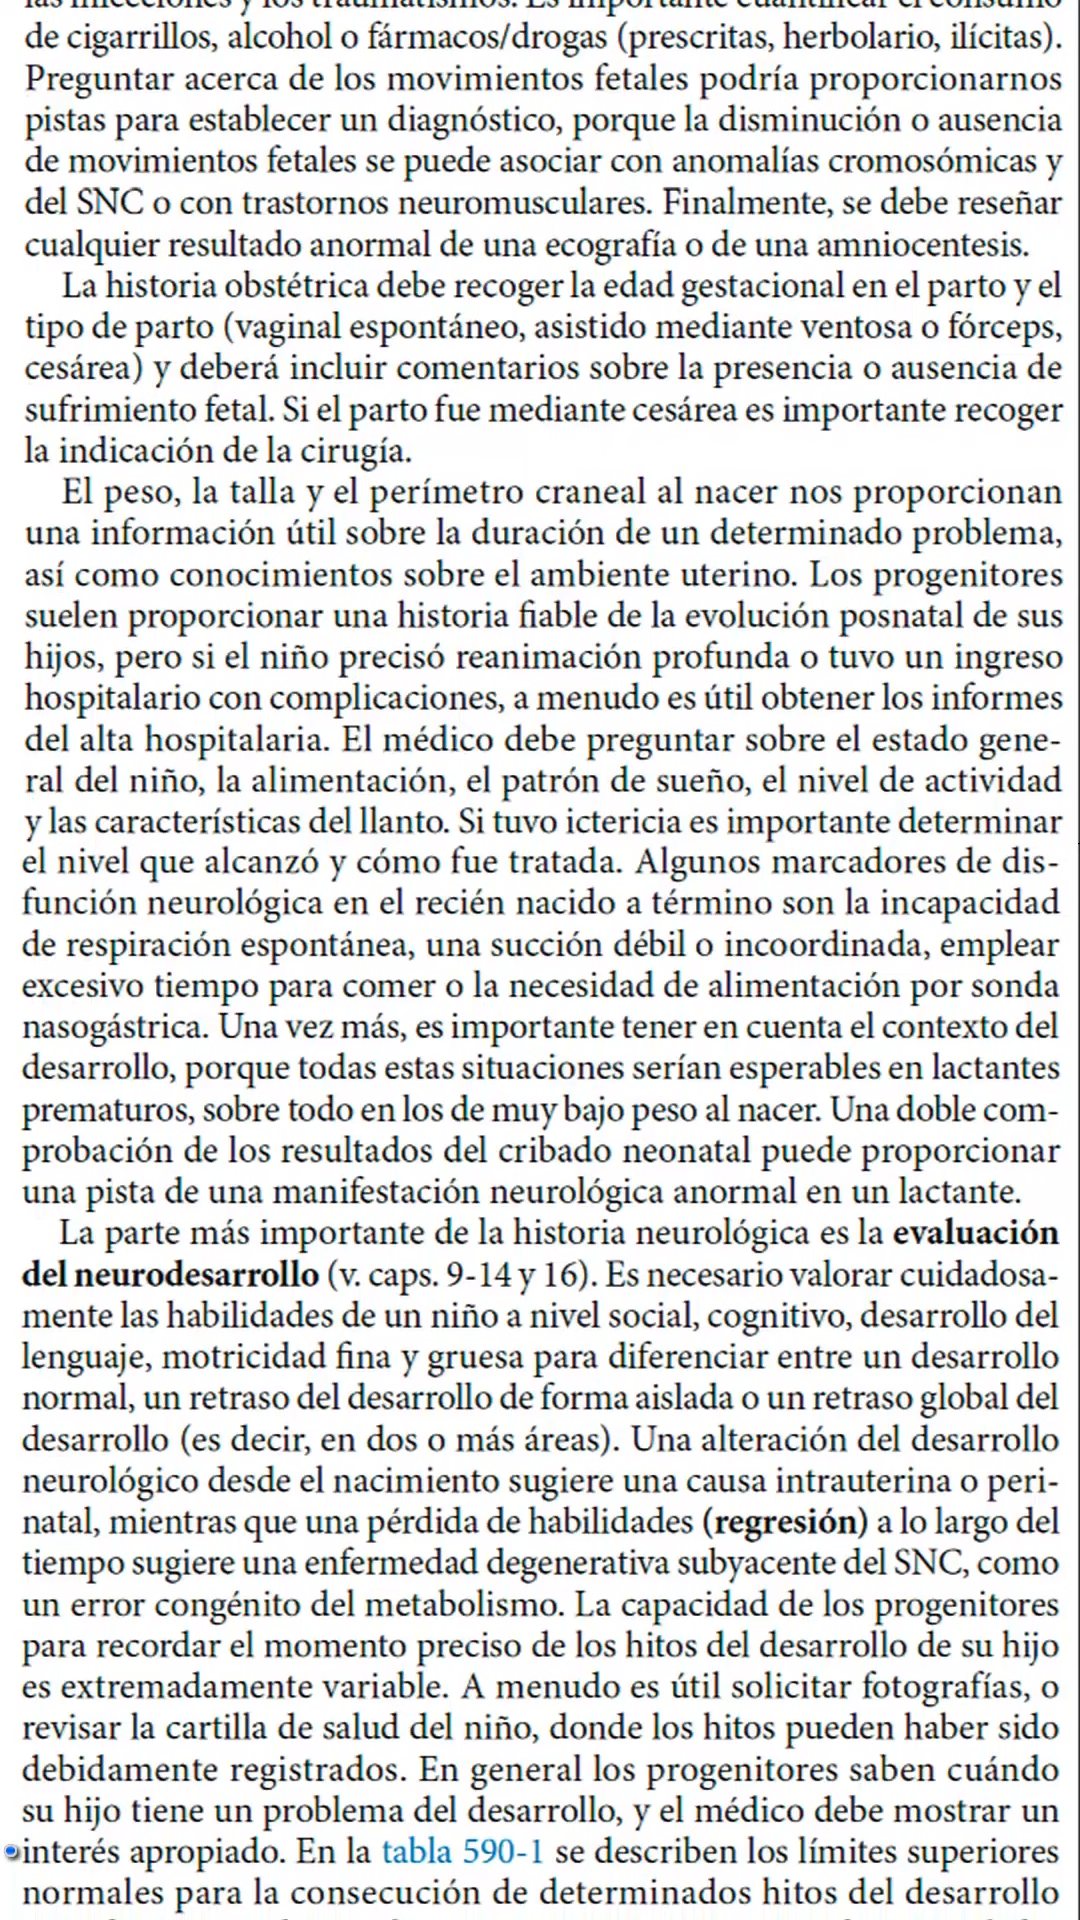 las infecciones y los traumatismos. Es importante cuantificar el consumo
de cigarrillos, alcohol o fármacos/drogas (prescritas, herbolario, ilícitas).
Preguntar acerca de los movimientos fetales podría proporcionarnos
pistas para establecer un diagnóstico, porque la disminución o ausencia
de movimientos fetales se puede asociar con anomalías cromosómicas y
del SNC o con trastornos neuromusculares. Finalmente, se debe reseñar
cualquier resultado anormal de una ecografía o de una amniocentesis.
La historia obstétrica debe recoger la edad gestacional en el parto y el
tipo de parto (vaginal espontáneo, asistido mediante ventosa o fórceps,
cesárea) y deberá incluir comentarios sobre la presencia o ausencia de
sufrimiento fetal. Si el parto fue mediante cesárea es importante recoger
la indicación de la cirugía.
El peso, la talla y el perímetro craneal al nacer nos proporcionan
una información útil sobre la duración de un determinado problema,
así como conocimientos sobre el ambiente uterino. Los progenitores
suelen proporcionar una historia fiable de la evolución posnatal de sus
hijos, pero si el niño precisó reanimación profunda o tuvo un ingreso
hospitalario con complicaciones, a menudo es útil obtener los informes
del alta hospitalaria. El médico debe preguntar sobre el estado gene-
ral del niño, la alimentación, el patrón de sueño, el nivel de actividad
y las características del llanto. Si tuvo ictericia es importante determinar
el nivel que alcanzó y cómo fue tratada. Algunos marcadores de dis-
función neurológica en el recién nacido a término son la incapacidad
de respiración espontánea, una succión débil o incoordinada, emplear
excesivo tiempo para comer o la necesidad de alimentación por sonda
nasogástrica. Una vez más, es importante tener en cuenta el contexto del
desarrollo, porque todas estas situaciones serían esperables en lactantes
prematuros, sobre todo en los de muy bajo peso al nacer. Una doble com-
probación de los resultados del cribado neonatal puede proporcionar
una pista de una manifestación neurológica anormal en un lactante.
La parte más importante de la historia neurológica es la evaluación
del neurodesarrollo (v. caps. 9-14 y 16). Es necesario valorar cuidadosa-
mente las habilidades de un niño a nivel social, cognitivo, desarrollo del
lenguaje, motricidad fina y gruesa para diferenciar entre un desarrollo
normal, un retraso del desarrollo de forma aislada o un retraso global del
desarrollo (es decir, en dos o más áreas). Una alteración del desarrollo
neurológico desde el nacimiento sugiere una causa intrauterina o peri-
natal, mientras que una pérdida de habilidades (regresión) a lo largo del
tiempo sugiere una enfermedad degenerativa subyacente del SNC, como
un error congénito del metabolismo. La capacidad de los progenitores
para recordar el momento preciso de los hitos del desarrollo de su hijo
es extremadamente variable. A menudo es útil solicitar fotografías, o
revisar la cartilla de salud del niño, donde los hitos pueden haber sido
debidamente registrados. En general los progenitores saben cuándo
su hijo tiene un problema del desarrollo, y el médico debe mostrar un
interés apropiado. En la tabla 590-1 se describen los límites superiores
normales para la consecución de determinados hitos del desarrollo